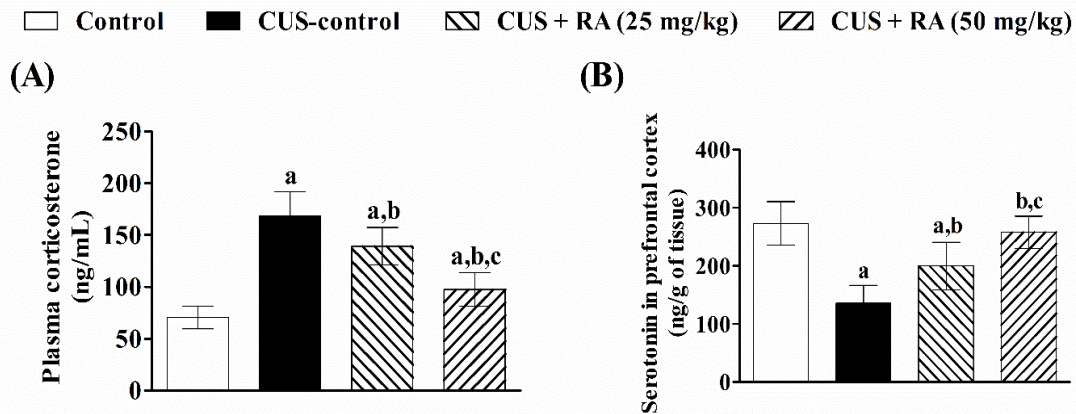 Control CUS-control CUS + RA (25 mg/kg) CUS + RA (50 mg/kg)
(A)
Plasma corticosterone
(ng/mL)
250
200
150
100
50
0
a
a,b
a,b,c
(B)
Serotonin in prefrontal cortex
(ng/g of tissue)
400
300
200
100
0
a
a,b
b,c